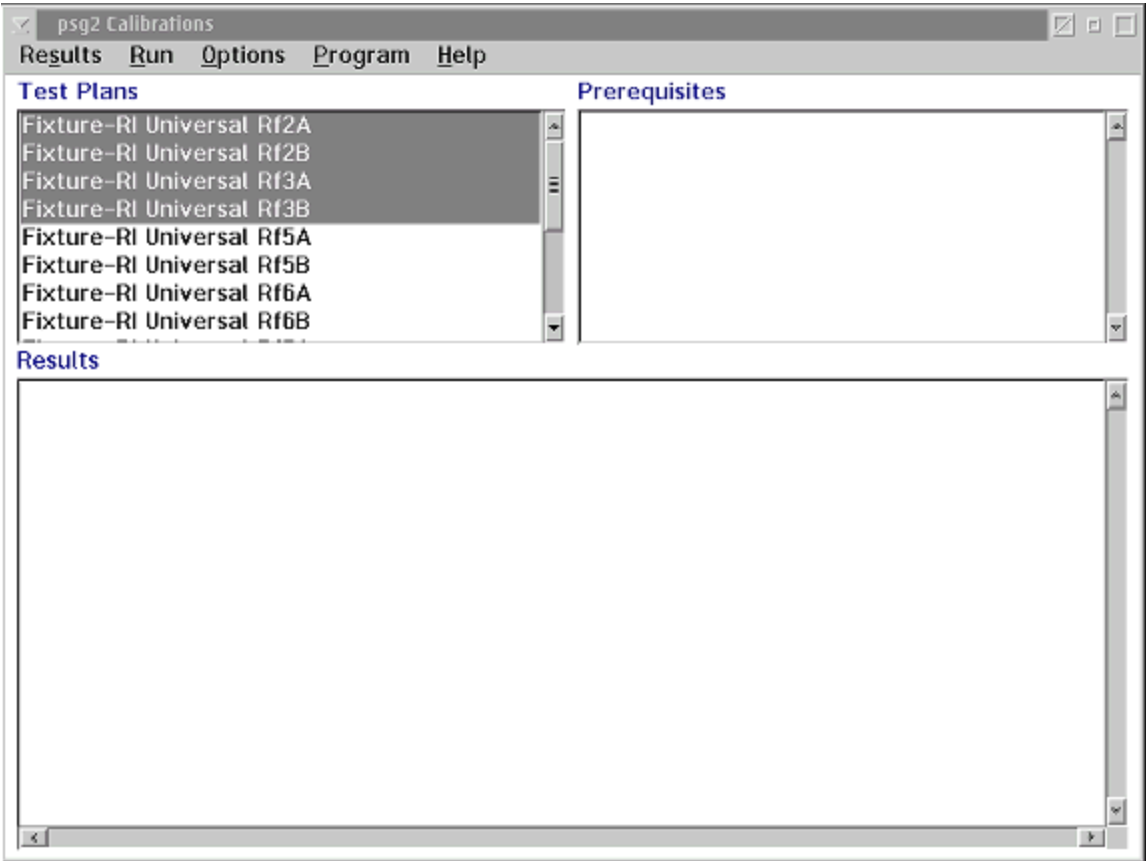 psg2 Calibrations
Results Run Options Program Help
Test Plans
Prerequisites
Fixture-RI Universal Rf2A
Fixture-RI Universal Rf2B
Fixture-RI Universal Rf3A
Fixture-RI Universal Rf3B
Fixture-RI Universal Rf5A
Fixture-RI Universal Rf5B
Fixture-RI Universal Rf6A
Fixture-RI Universal Rf6B
Results